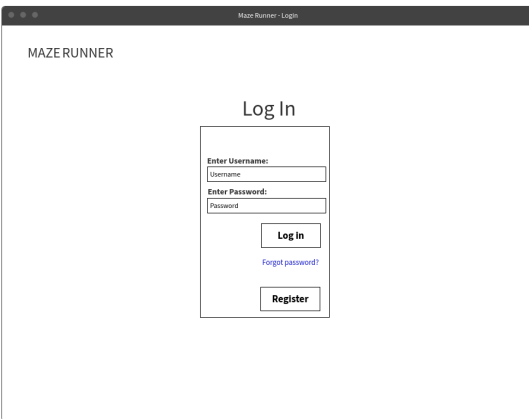 Maze Runner - Login
MAZE RUNNER
Log In
Enter Username:
Username
Enter Password:
Password
Log in
Forgot password?
Register